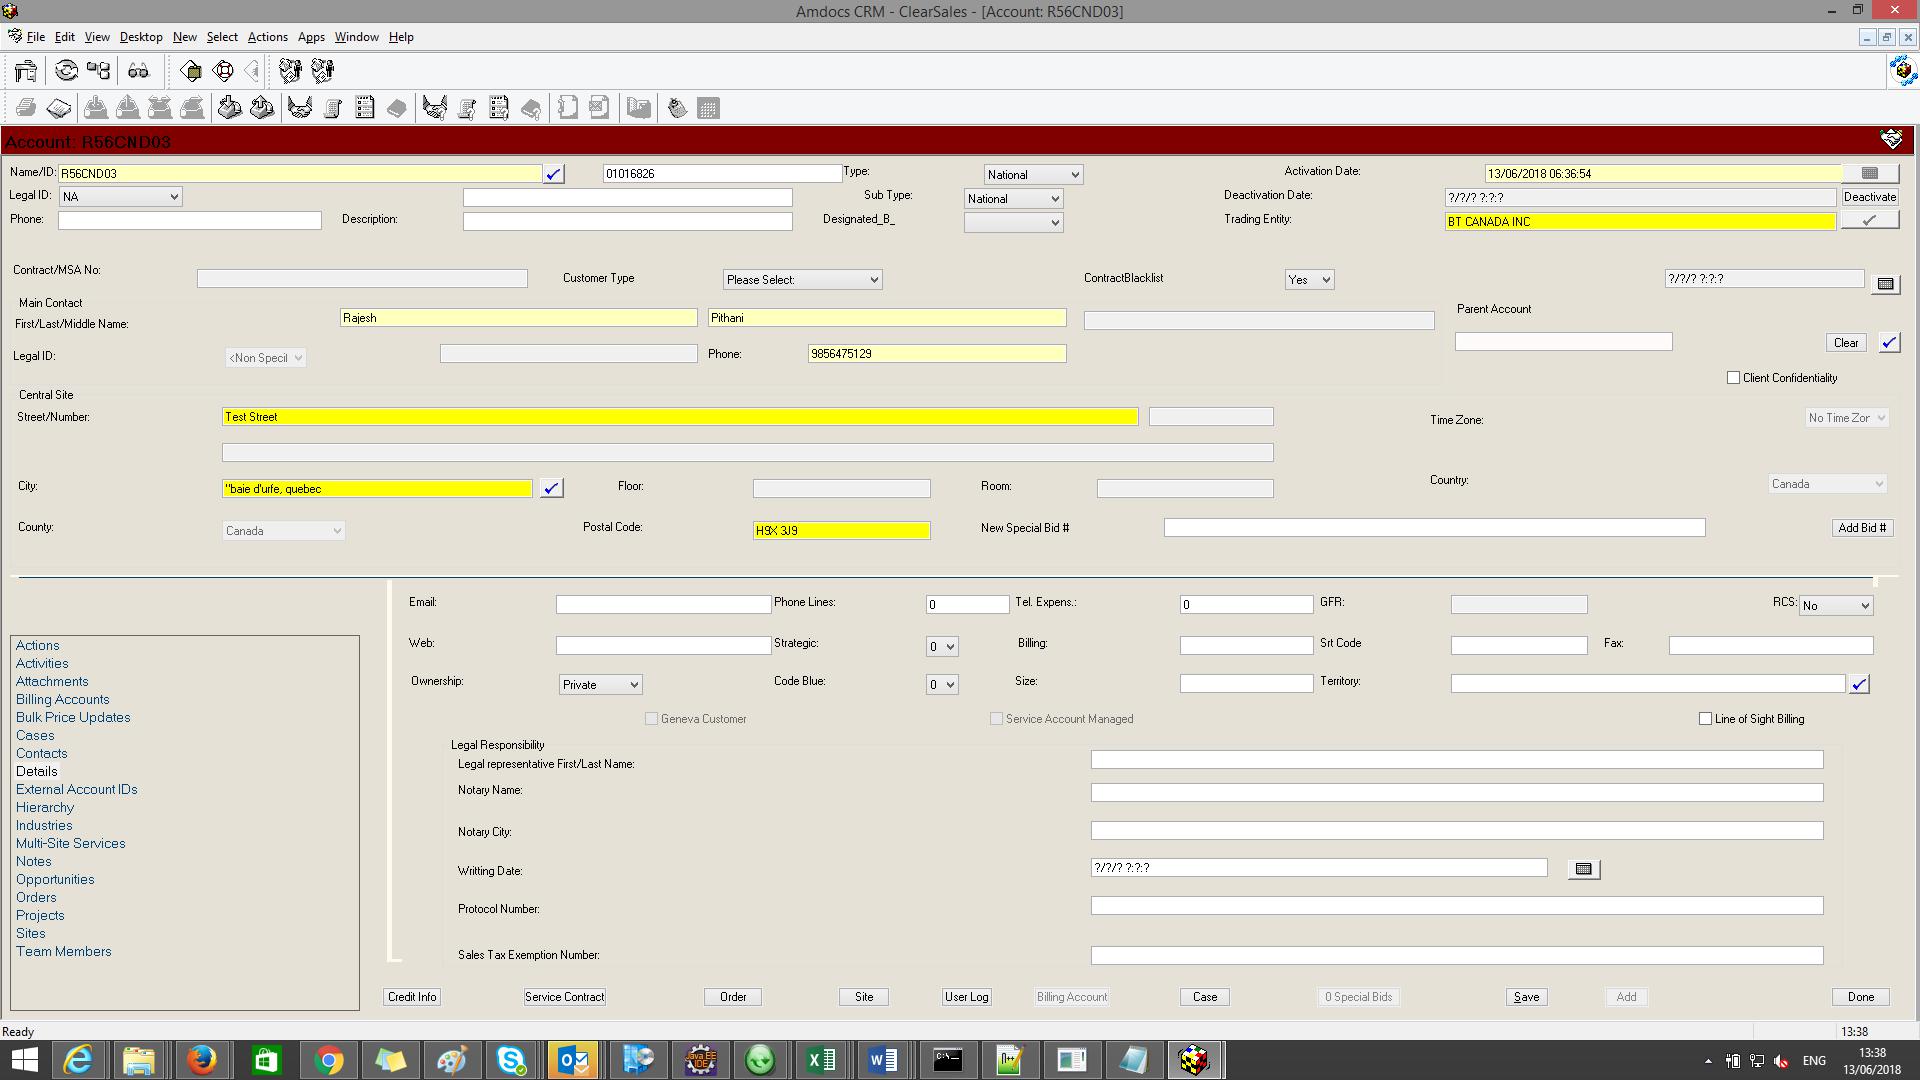 Amdocs CRM - ClearSales - [Account: R56CND03]
File Edit View Desktop New Select Actions Apps Window Help
Account: R56CND03
Name/ID: R56CND03 01016826 Type: National Activation Date: 13/06/2018 06:36:54
Legal ID: NA Sub Type: National Deactivation Date: ?/?/? ?:?:? Deactivate
Phone: Description: Designated_B_ Trading Entity: BT CANADA INC
Contract/MSA No: Customer Type Please Select: ContractBlacklist Yes ?/?/? ?:?:?
Main Contact
First/Last/Middle Name: Rajesh Pithani Parent Account
Legal ID: <Non Specil Phone: 9856475129 Clear
Client Confidentiality
Central Site
Street/Number: Test Street Time Zone: No Time Zor
City: "baie d'urfe, quebec Floor: Room: Country: Canada
County: Canada Postal Code: H9X 3J9 New Special Bid # Add Bid #
Email: Phone Lines: 0 Tel. Expens.: 0 GFR: RCS: No
Web: Strategic: 0 Billing: Srt Code Fax:
Ownership: Private Code Blue: 0 Size: Territory:
Geneva Customer Service Account Managed Line of Sight Billing
Actions
Activities
Attachments
Billing Accounts
Bulk Price Updates
Cases
Contacts
Details
External Account IDs
Hierarchy
Industries
Multi-Site Services
Notes
Opportunities
Orders
Projects
Sites
Team Members
Legal Responsibility
Legal representative First/Last Name:
Notary Name:
Notary City:
Writting Date: ?/?/? ?:?:?
Protocol Number:
Sales Tax Exemption Number:
Credit Info Service Contract Order Site User Log Billing Account Case 0 Special Bids Save Add Done
Ready 13:38
ENG 13:38
13/06/2018